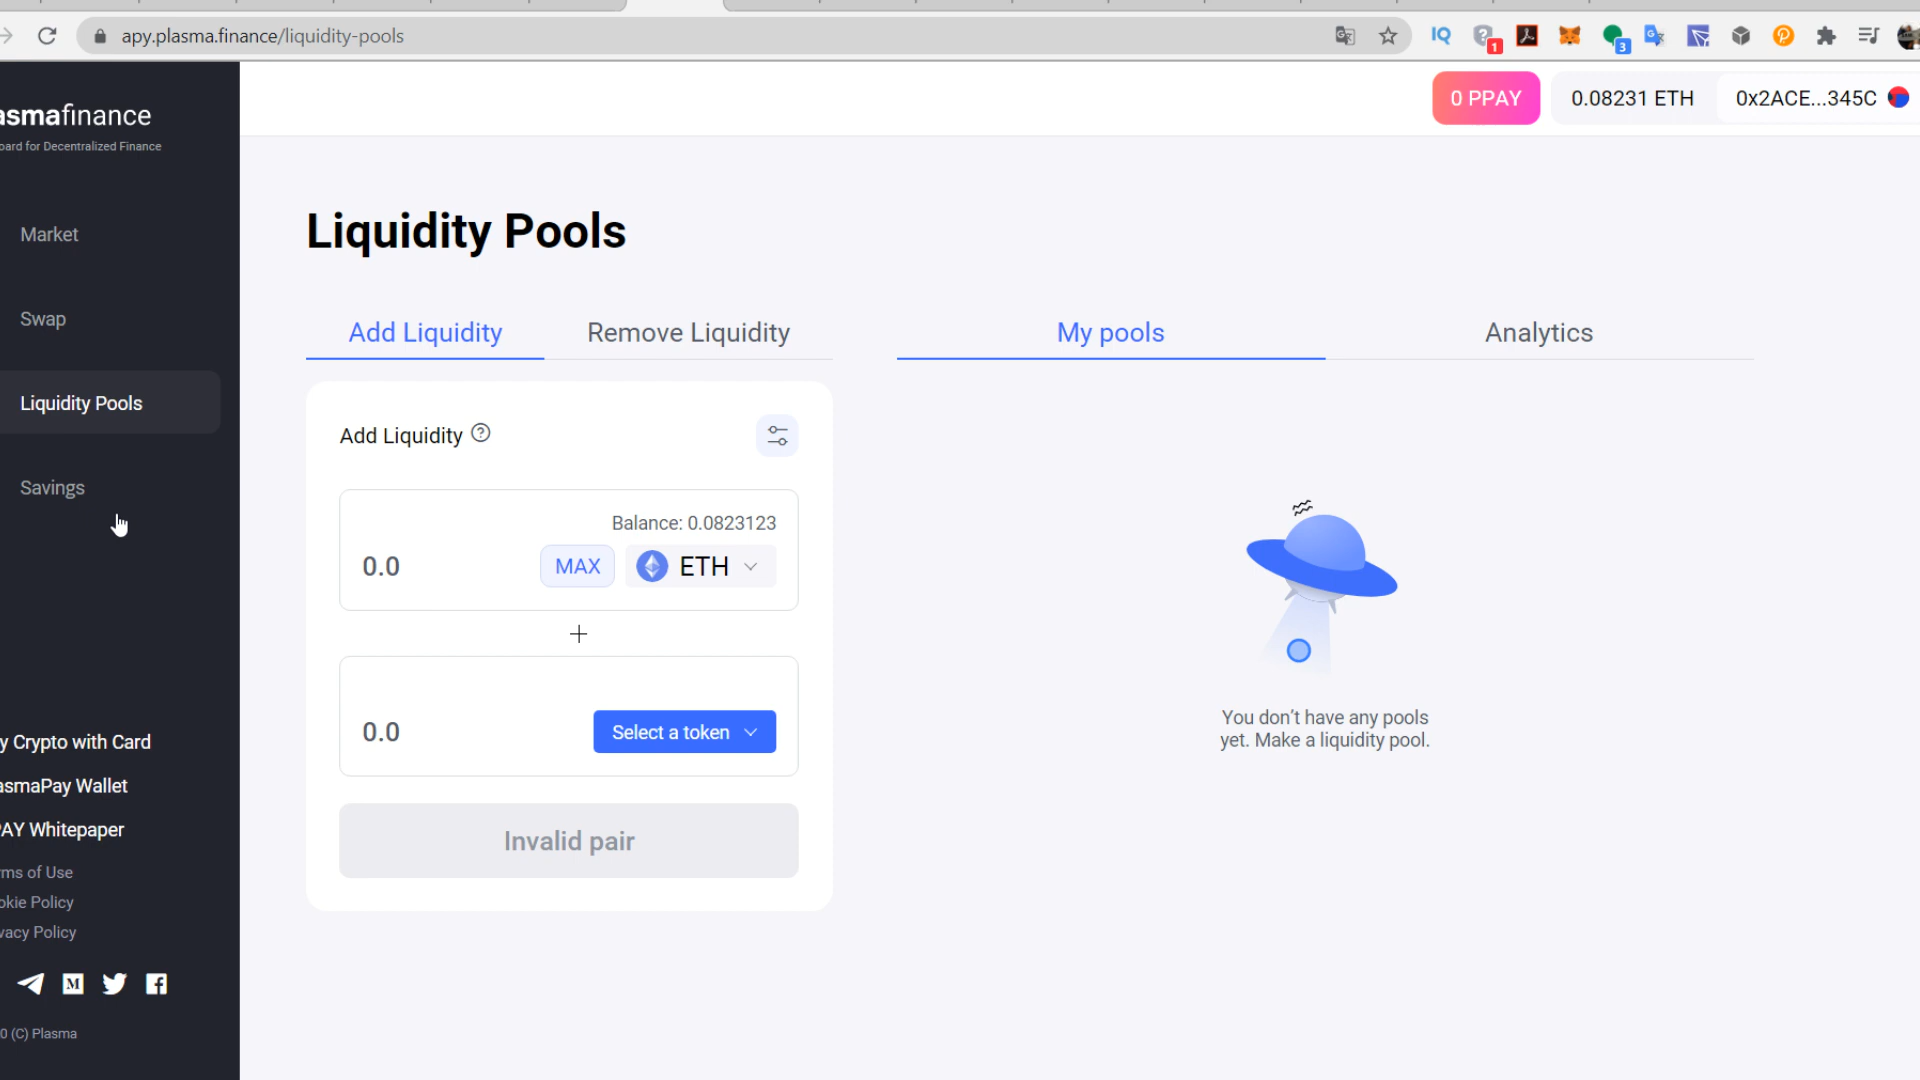 apy.plasma.finance/liquidity-pools
1
3
asmafinance
oard for Decentralized Finance
0 PPAY
0.08231 ETH
0x2ACE...345C
Market
Swap
Liquidity Pools
Savings
y Crypto with Card
asmaPay Wallet
PAY Whitepaper
rms of Use
okie Policy
vacy Policy
M
0 (C) Plasma
Liquidity Pools
Add Liquidity
Remove Liquidity
Add Liquidity
Balance: 0.0823123
0.0
MAX
ETH
+
0.0
Select a token
Invalid pair
My pools
Analytics
You don't have any pools
yet. Make a liquidity pool.